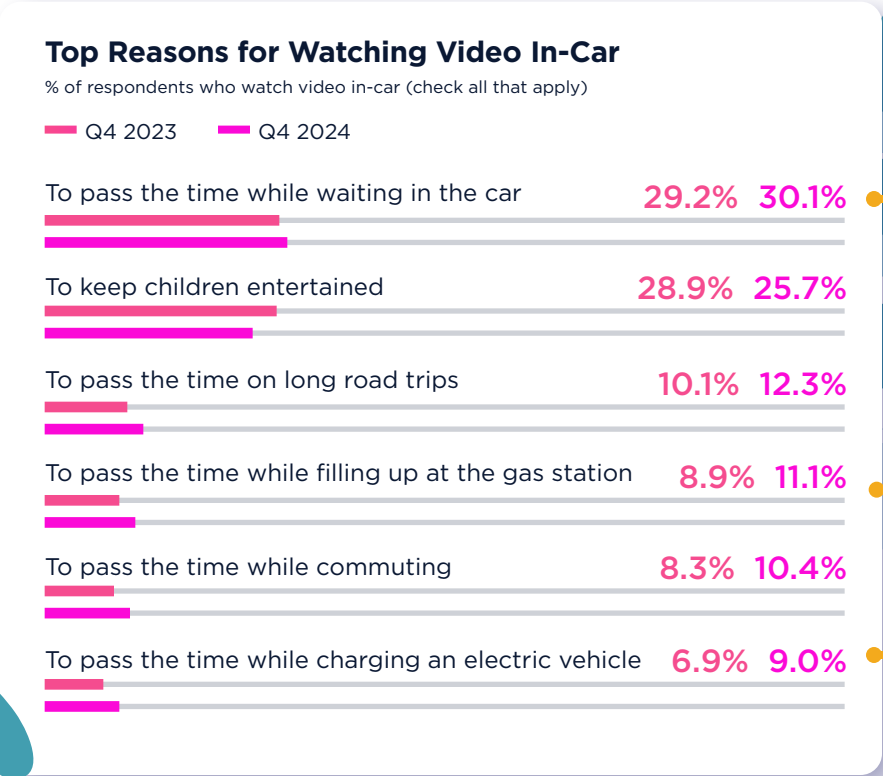 Top Reasons for Watching Video In-Car
% of respondents who watch video in-car (check all that apply)
Q4 2023 Q4 2024
To pass the time while waiting in the car 29.2% 30.1%
To keep children entertained 28.9% 25.7%
To pass the time on long road trips 10.1% 12.3%
To pass the time while filling up at the gas station 8.9% 11.1%
To pass the time while commuting 8.3% 10.4%
To pass the time while charging an electric vehicle 6.9% 9.0%